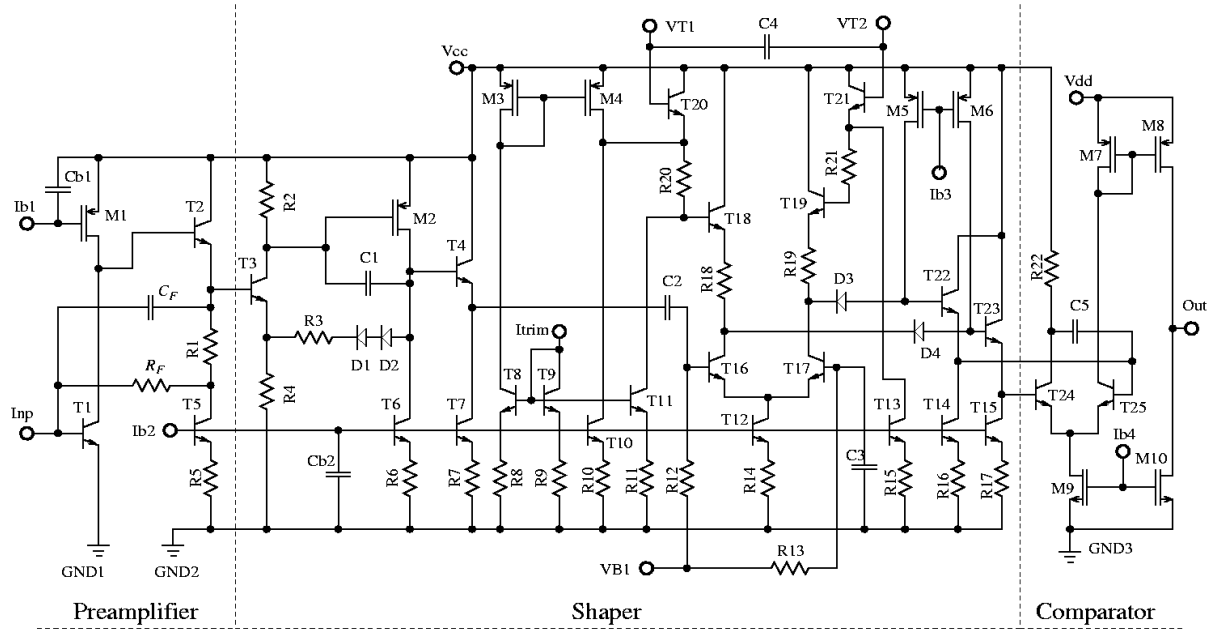 VT1
C4
VT2
Vcc
M3
M4
T20
T21
M5
M6
Vdd
M7
M8
Cb1
Ib1
M1
T2
R2
M2
R20
R21
Ib3
T18
T19
T3
C1
T4
C2
R18
R19
D3
T22
R22
C_F
R1
R3
D1
D2
Itrim
D4
T23
C5
Out
R_F
R4
T8
T9
T11
T16
T17
T24
T25
Inp
T1
T5
Ib2
T6
T7
T10
T12
T13
T14
T15
Ib4
R5
Cb2
R6
R7
R8
R9
R10
R11
R12
R14
C3
R15
R16
R17
M9
M10
GND1
GND2
VB1
R13
GND3
Preamplifier
Shaper
Comparator